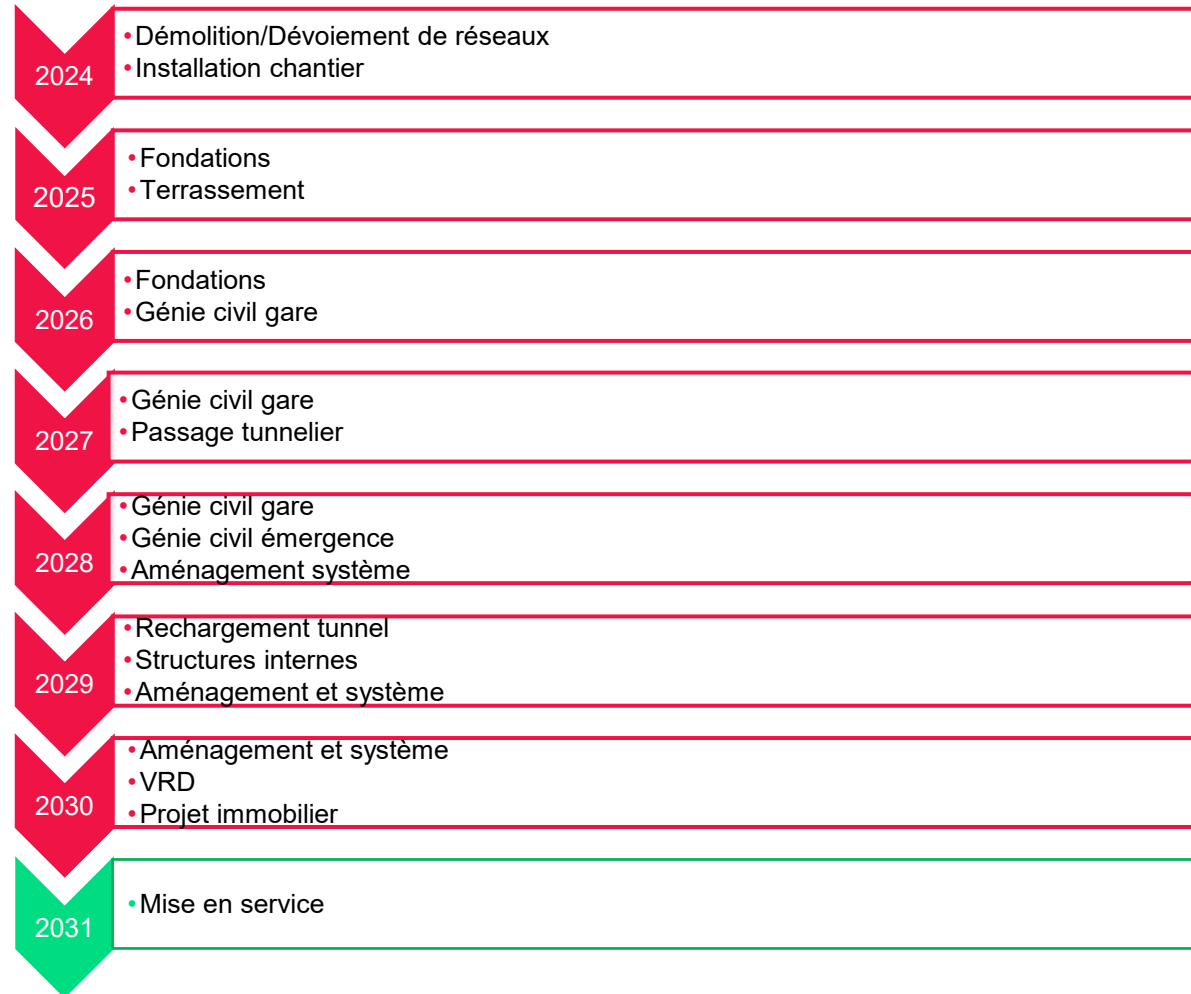 2024
•Démolition/Dévoiement de réseaux
•Installation chantier
2025
•Fondations
•Terrassement
2026
•Fondations
•Génie civil gare
2027
•Génie civil gare
•Passage tunnelier
2028
•Génie civil gare
•Génie civil émergence
•Aménagement système
2029
•Rechargement tunnel
•Structures internes
•Aménagement et système
2030
•Aménagement et système
•VRD
•Projet immobilier
2031
•Mise en service